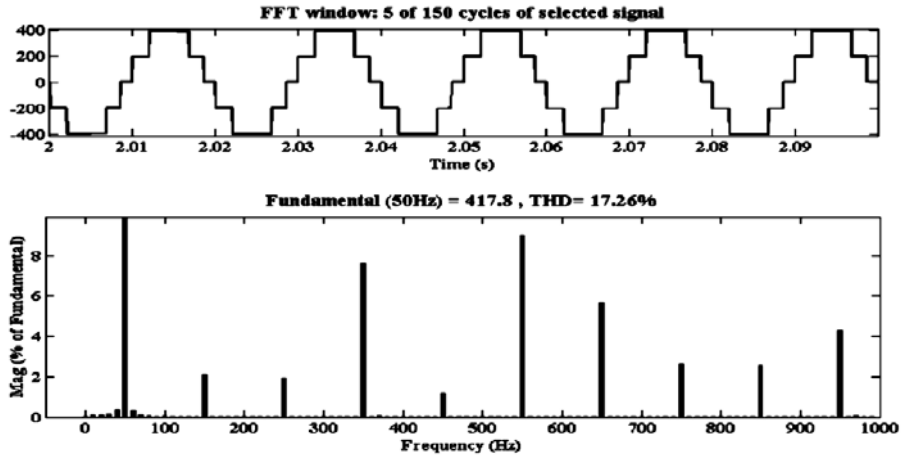 FFT window: 5 of 150 cycles of selected signal
400
200
0
-200
-400
2 2.01 2.02 2.03 2.04 2.05 2.06 2.07 2.08 2.09
Time (s)
Fundamental (50Hz) = 417.8 , THD= 17.26%
Mag (% of Fundamental)
8
6
4
2
0
0 100 200 300 400 500 600 700 800 900 1000
Frequency (Hz)